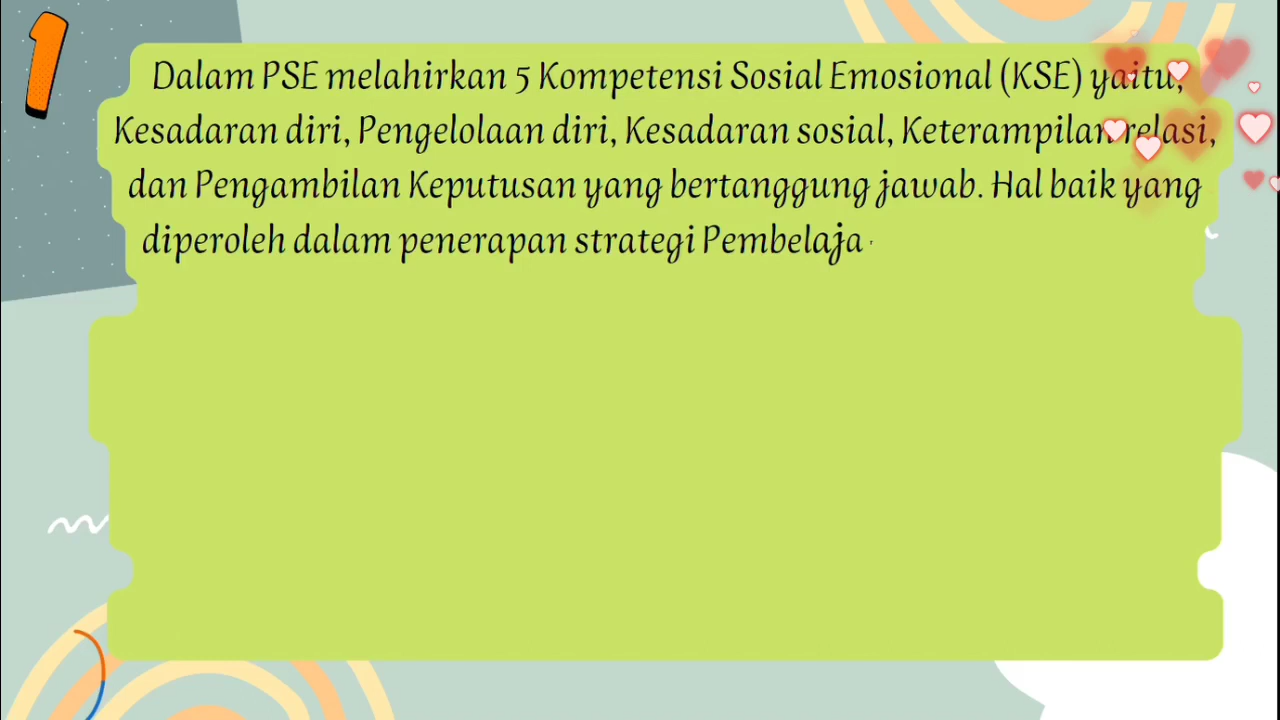 1
Dalam PSE melahirkan 5 Kompetensi Sosial Emosional (KSE) yaitu,
Kesadaran diri, Pengelolaan diri, Kesadaran sosial, Keterampilan relasi,
dan Pengambilan Keputusan yang bertanggung jawab. Hal baik yang
diperoleh dalam penerapan strategi Pembelaja